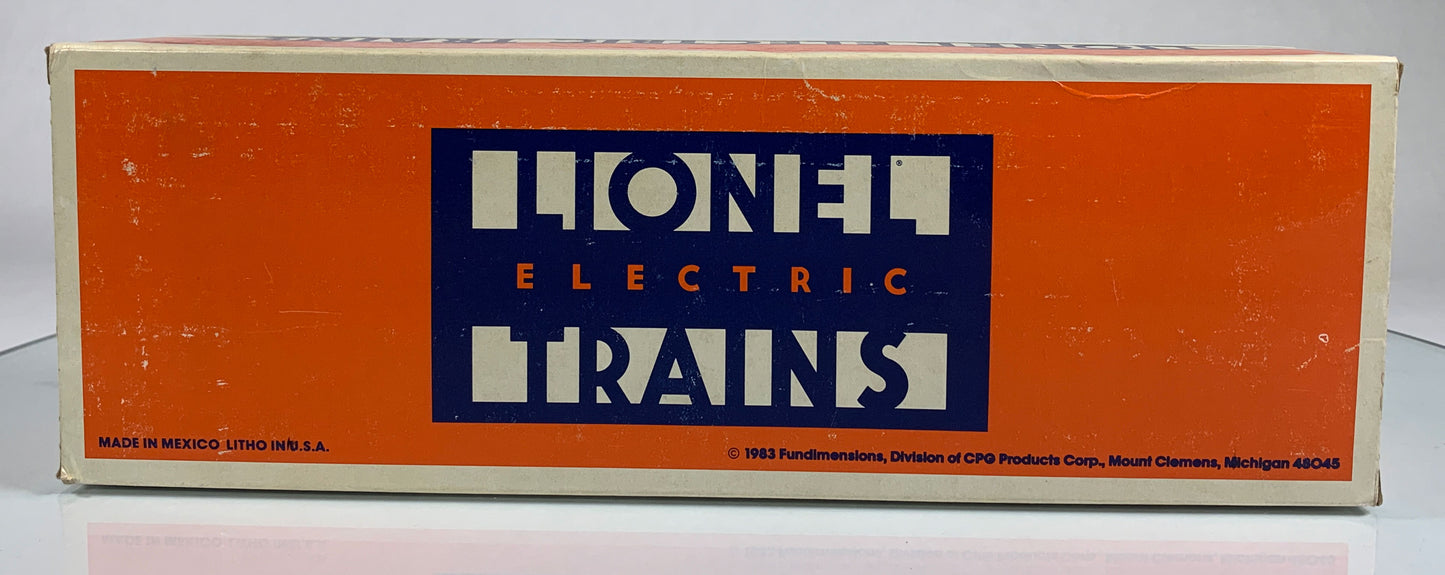 LIONEL®
ELECTRIC
TRAINS
MADE IN MEXICO LITHO IN U.S.A.
© 1983 Fundimensions, Division of CPG Products Corp., Mount Clemens, Michigan 48045